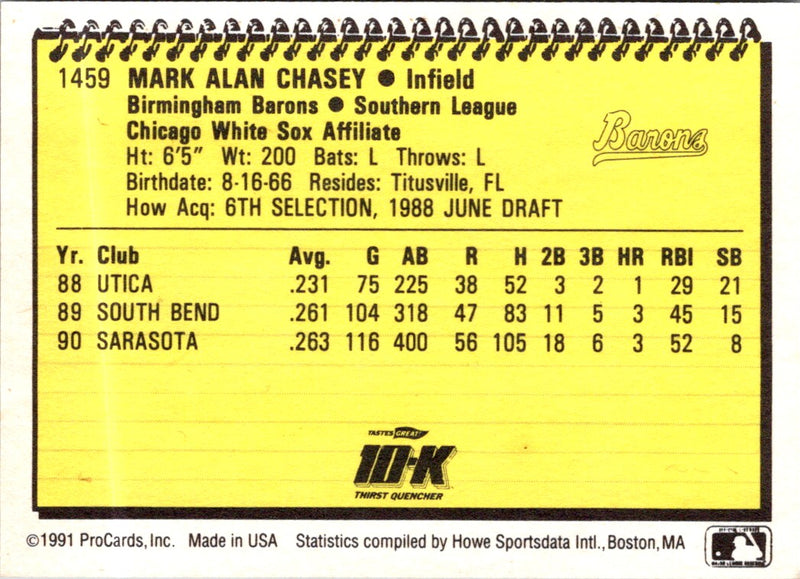 1459 MARK ALAN CHASEY ● Infield
Birmingham Barons ● Southern League
Chicago White Sox Affiliate
Barons
Ht: 6'5" Wt: 200 Bats: L Throws: L
Birthdate: 8-16-66 Resides: Titusville, FL
How Acq: 6TH SELECTION, 1988 JUNE DRAFT
Yr. Club Avg. G AB R H 2B 3B HR RBI SB
88 UTICA .231 75 225 38 52 3 2 1 29 21
89 SOUTH BEND .261 104 318 47 83 11 5 3 45 15
90 SARASOTA .263 116 400 56 105 18 6 3 52 8
TASTES GREAT!
10-K
THIRST QUENCHER
©1991 ProCards, Inc. Made in USA Statistics compiled by Howe Sportsdata Intl., Boston, MA